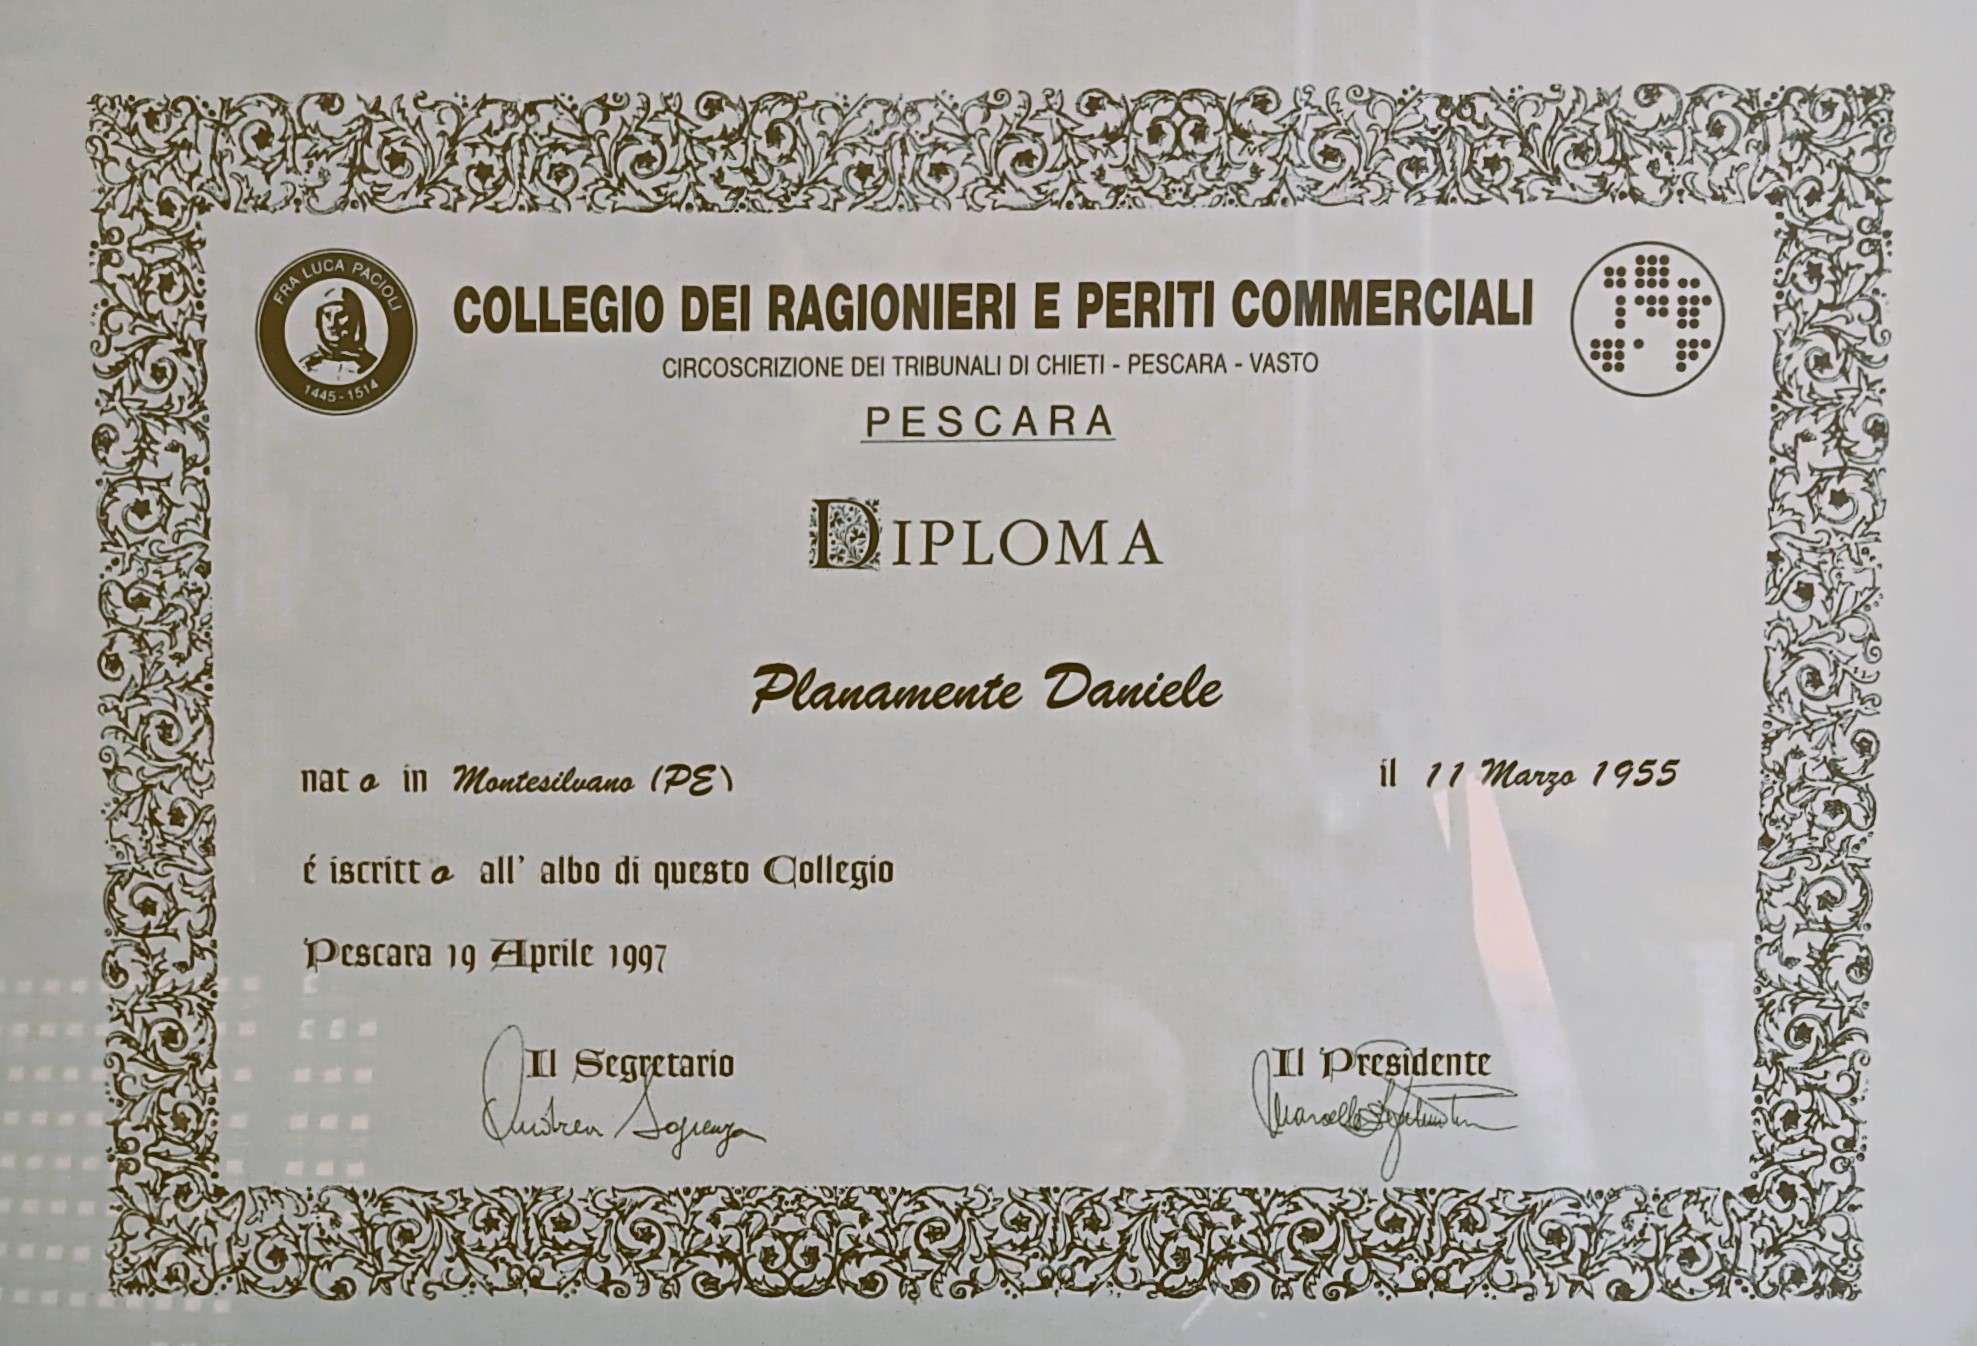 FRA LUCA PACIOLI
1445-1514
COLLEGIO DEI RAGIONIERI E PERITI COMMERCIALI
CIRCOSCRIZIONE DEI TRIBUNALI DI CHIETI - PESCARA - VASTO
PESCARA
DIPLOMA
Planamente Daniele
nato in Montesilvano (PE) il 11 Marzo 1955
é iscritto all' albo di questo Collegio
Pescara 19 Aprile 1997
Il Segretario Il Presidente